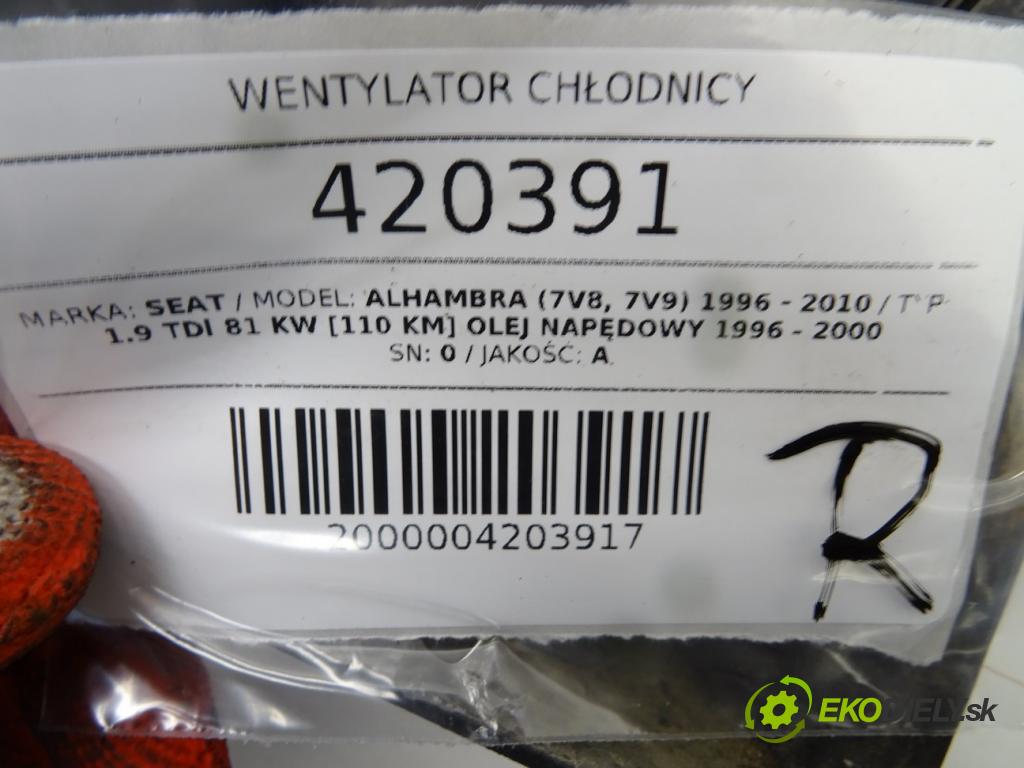 WENTYLATOR CHŁODNICY
420391
MARKA: SEAT / MODEL: ALHAMBRA (7V8, 7V9) 1996 - 2010 /
1.9 TDI 81 KW [110 KM] OLEJ NAPĘDOWY 1996 - 2000
SN: 0 / JAKOŚĆ: A
2000004203917
R
EKODIELY.sk